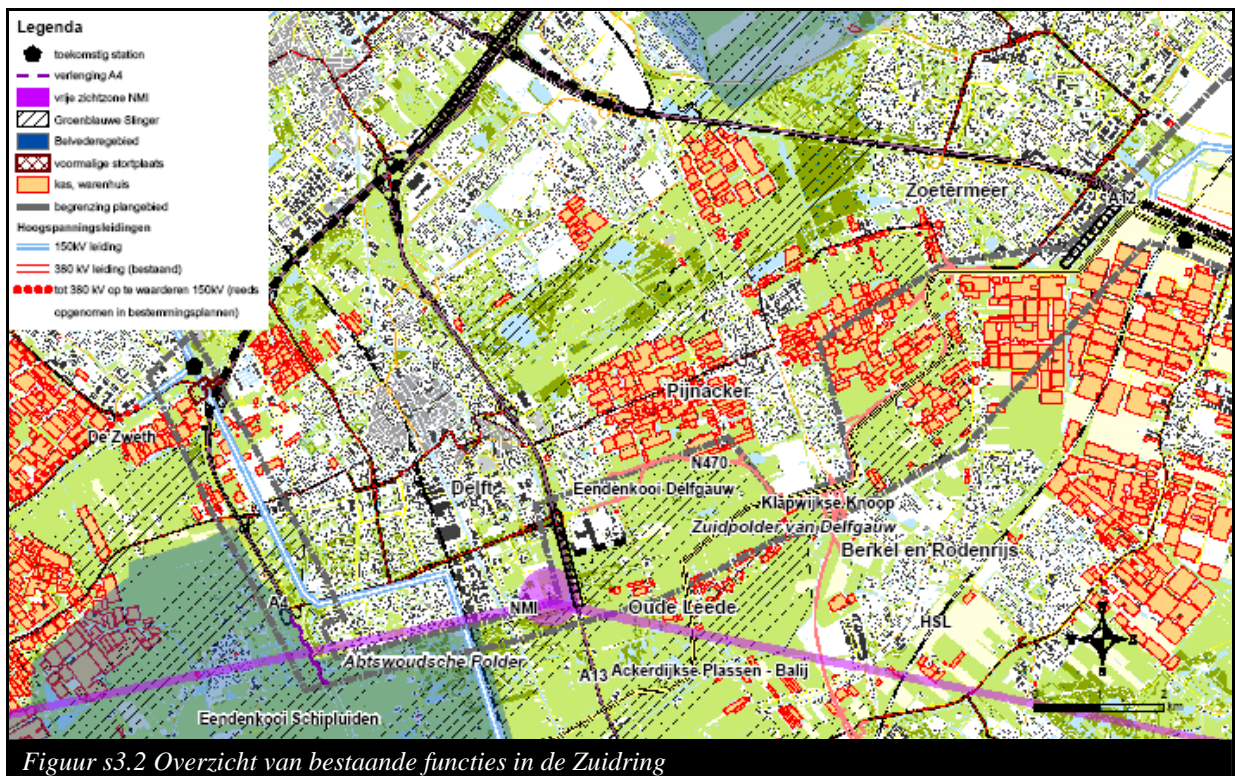 Legenda
toekomstig station
verlenging A4
vrije zichtzone NMI
Groenblauwe Slinger
Belvederegebied
voormalige stortplaats
kas, warenhuis
begrenzing plangebied
Hoogspanningsleidingen
150kV leiding
380 kV leiding (bestaand)
tot 380 kV op te waarderen 150kV (reeds
opgenomen in bestemmingsplannen)
Zoetermeer
A12
Pijnacker
De Zweth
N470
Delft
Eendenkooi Delfgauw
Klapwijkse Knoop
Zuidpolder van Delfgauw
Berkel en Rodenrijs
A4
NMI
Oude Leede
HSL
Abtswoudsche Polder
A13
Ackerdijkse Plassen - Balij
Eendenkooi Schipluiden
2
km
Figuur s3.2 Overzicht van bestaande functies in de Zuidring